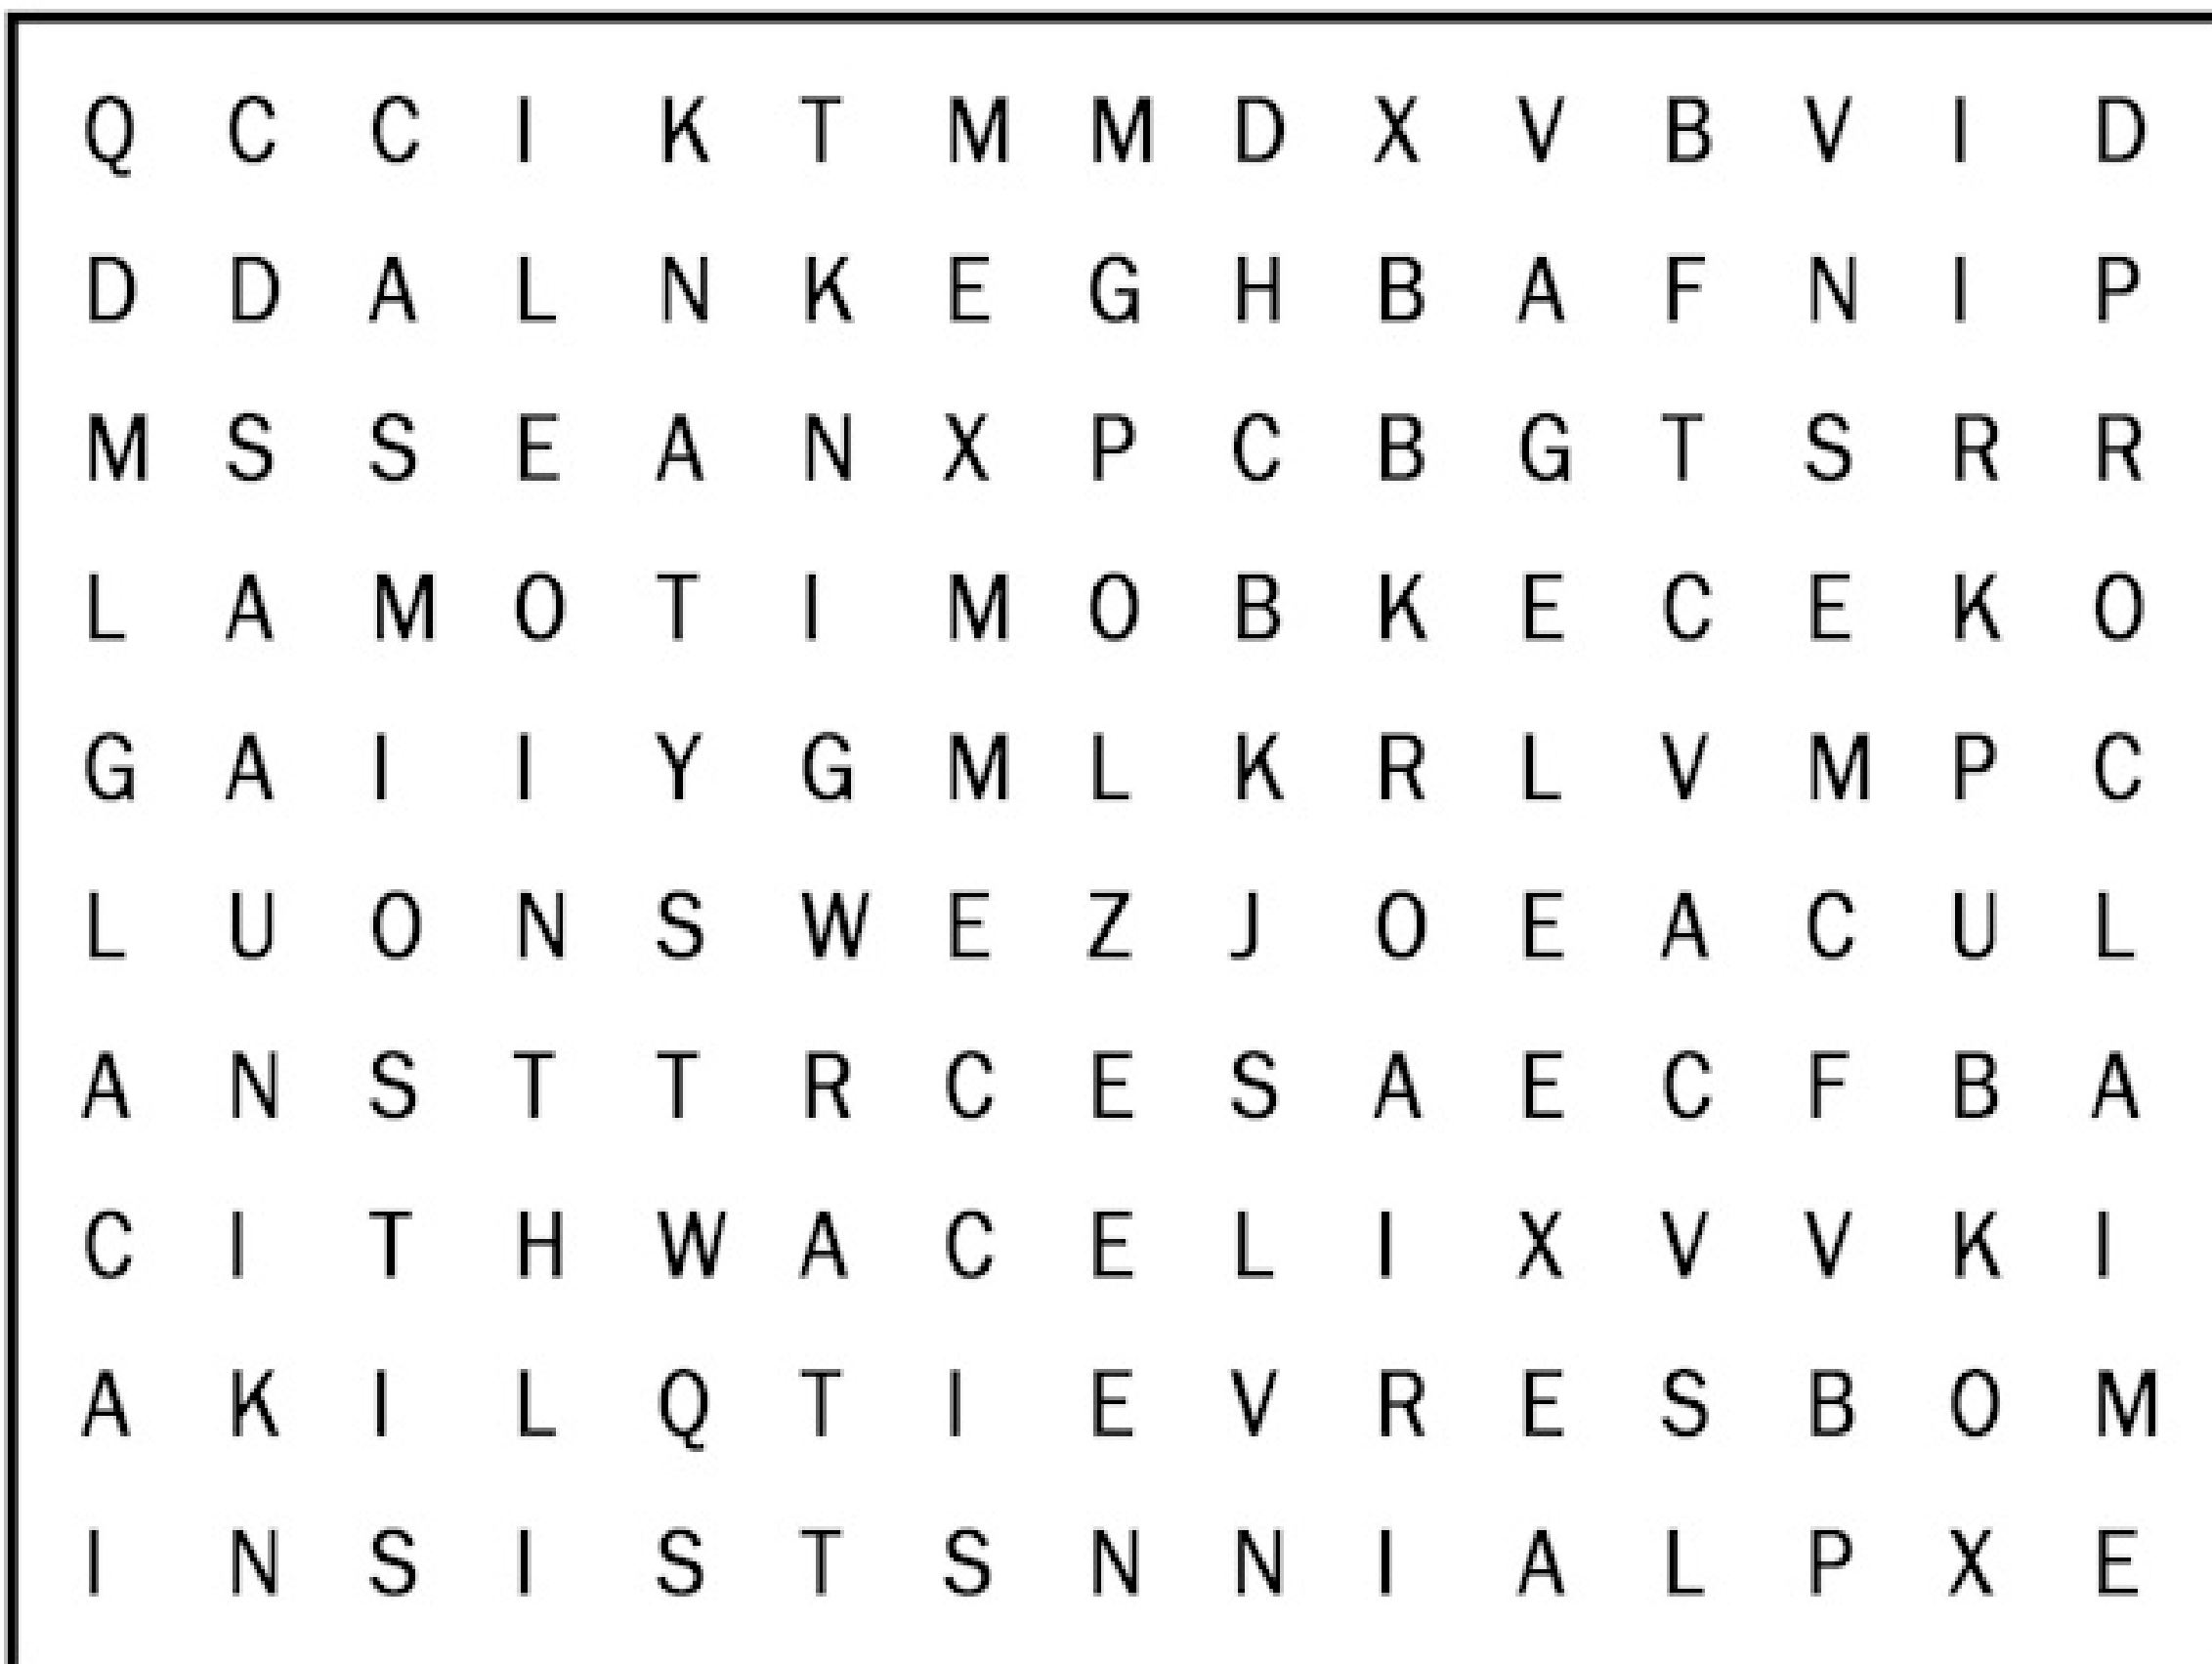 Q C C I K T M M D X V B V I D
D D A L N K E G H B A F N I P
M S S E A N X P C B G T S R R
L A M O T I M O B K E C E K O
G A I I Y G M L K R L V M P C
L U O N S W E Z J O E A C U L
A N S T T R C E S A E C F B A
C I T H W A C E L I X V V K I
A K I L Q T I E V R E S B O M
I N S I S T S N N I A L P X E